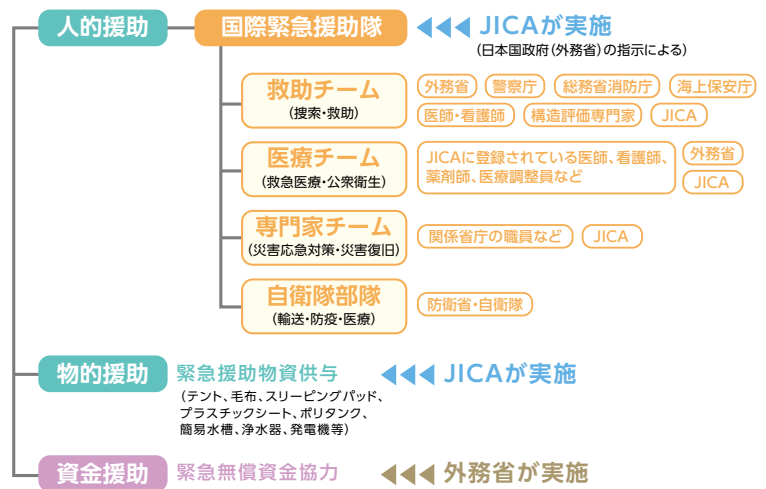 人的援助 国際緊急援助隊 JICAが実施
(日本国政府(外務省)の指示による)
救助チーム
(捜索・救助)
外務省 警察庁 総務省消防庁 海上保安庁
医師・看護師 構造評価専門家 JICA
医療チーム
(救急医療・公衆衛生)
JICAに登録されている医師、看護師、
薬剤師、医療調整員など
外務省
JICA
専門家チーム
(災害応急対策・災害復旧)
関係省庁の職員など JICA
自衛隊部隊
(輸送・防疫・医療)
防衛省・自衛隊
物的援助 緊急援助物資供与 JICAが実施
(テント、毛布、スリーピングパッド、
プラスチックシート、ポリタンク、
簡易水槽、浄水器、発電機等)
資金援助 緊急無償資金協力 外務省が実施